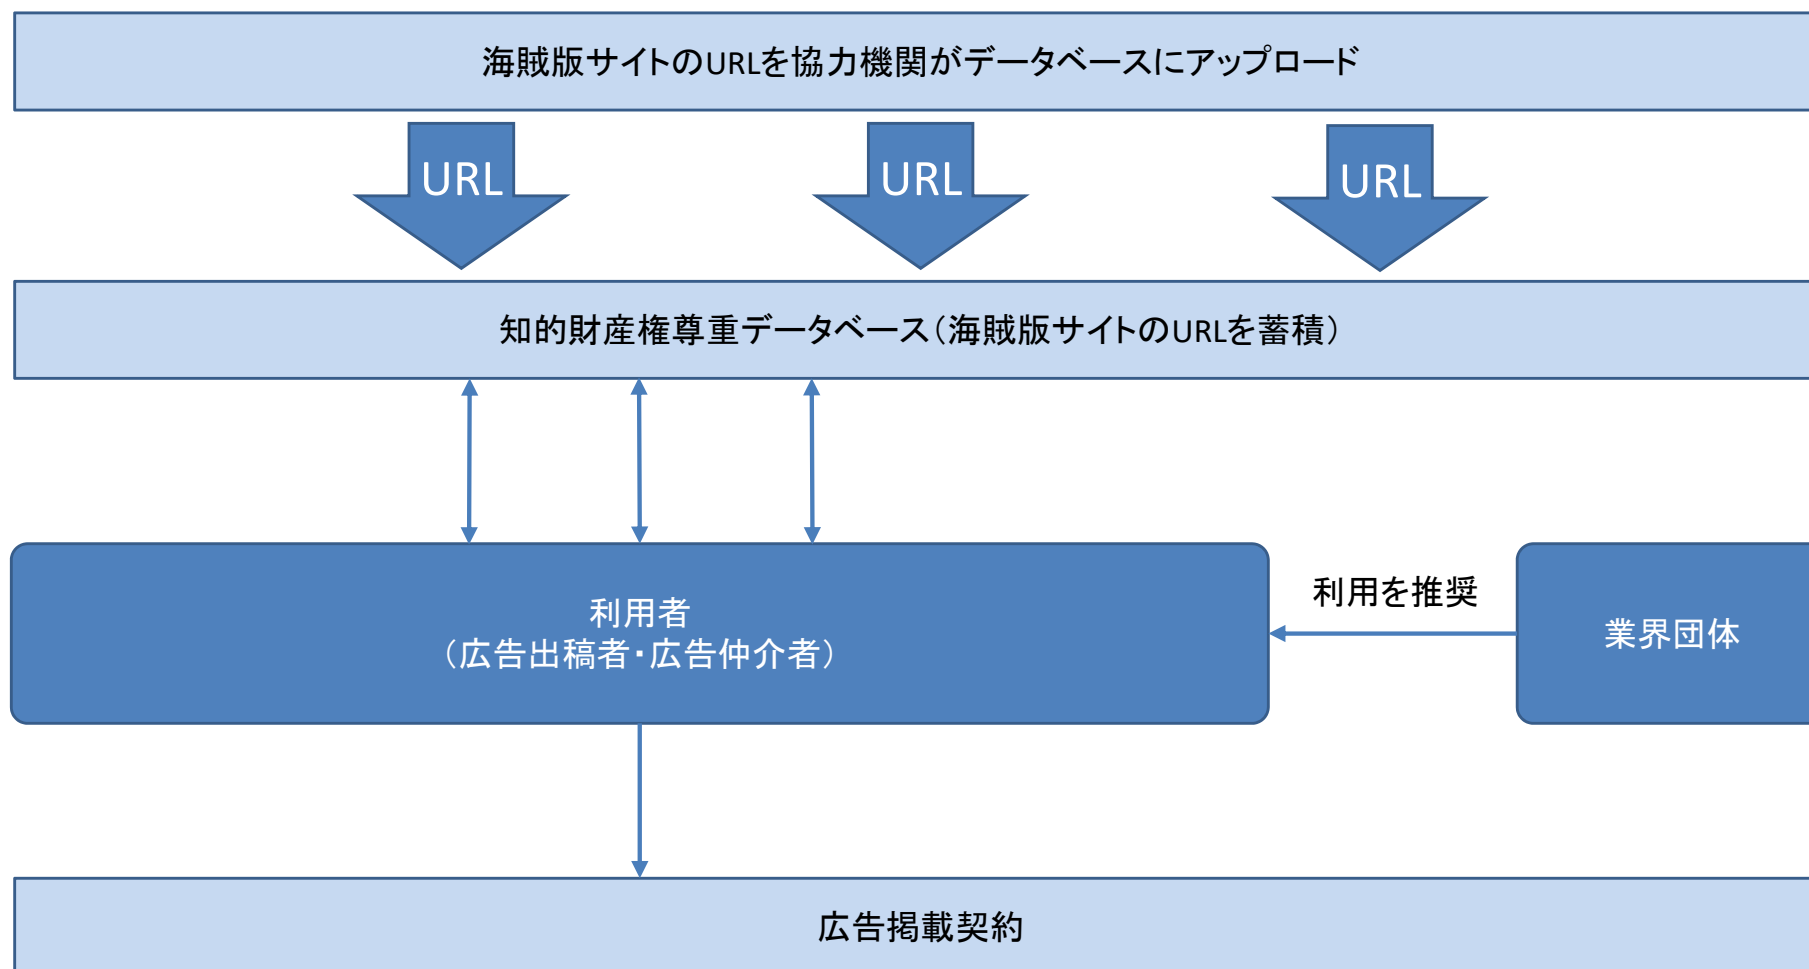 海賊版サイトのURLを協力機関がデータベースにアップロード
URL
URL
URL
知的財産権尊重データベース（海賊版サイトのURLを蓄積）
利用者
（広告出稿者・広告仲介者）
利用を推奨
業界団体
広告掲載契約